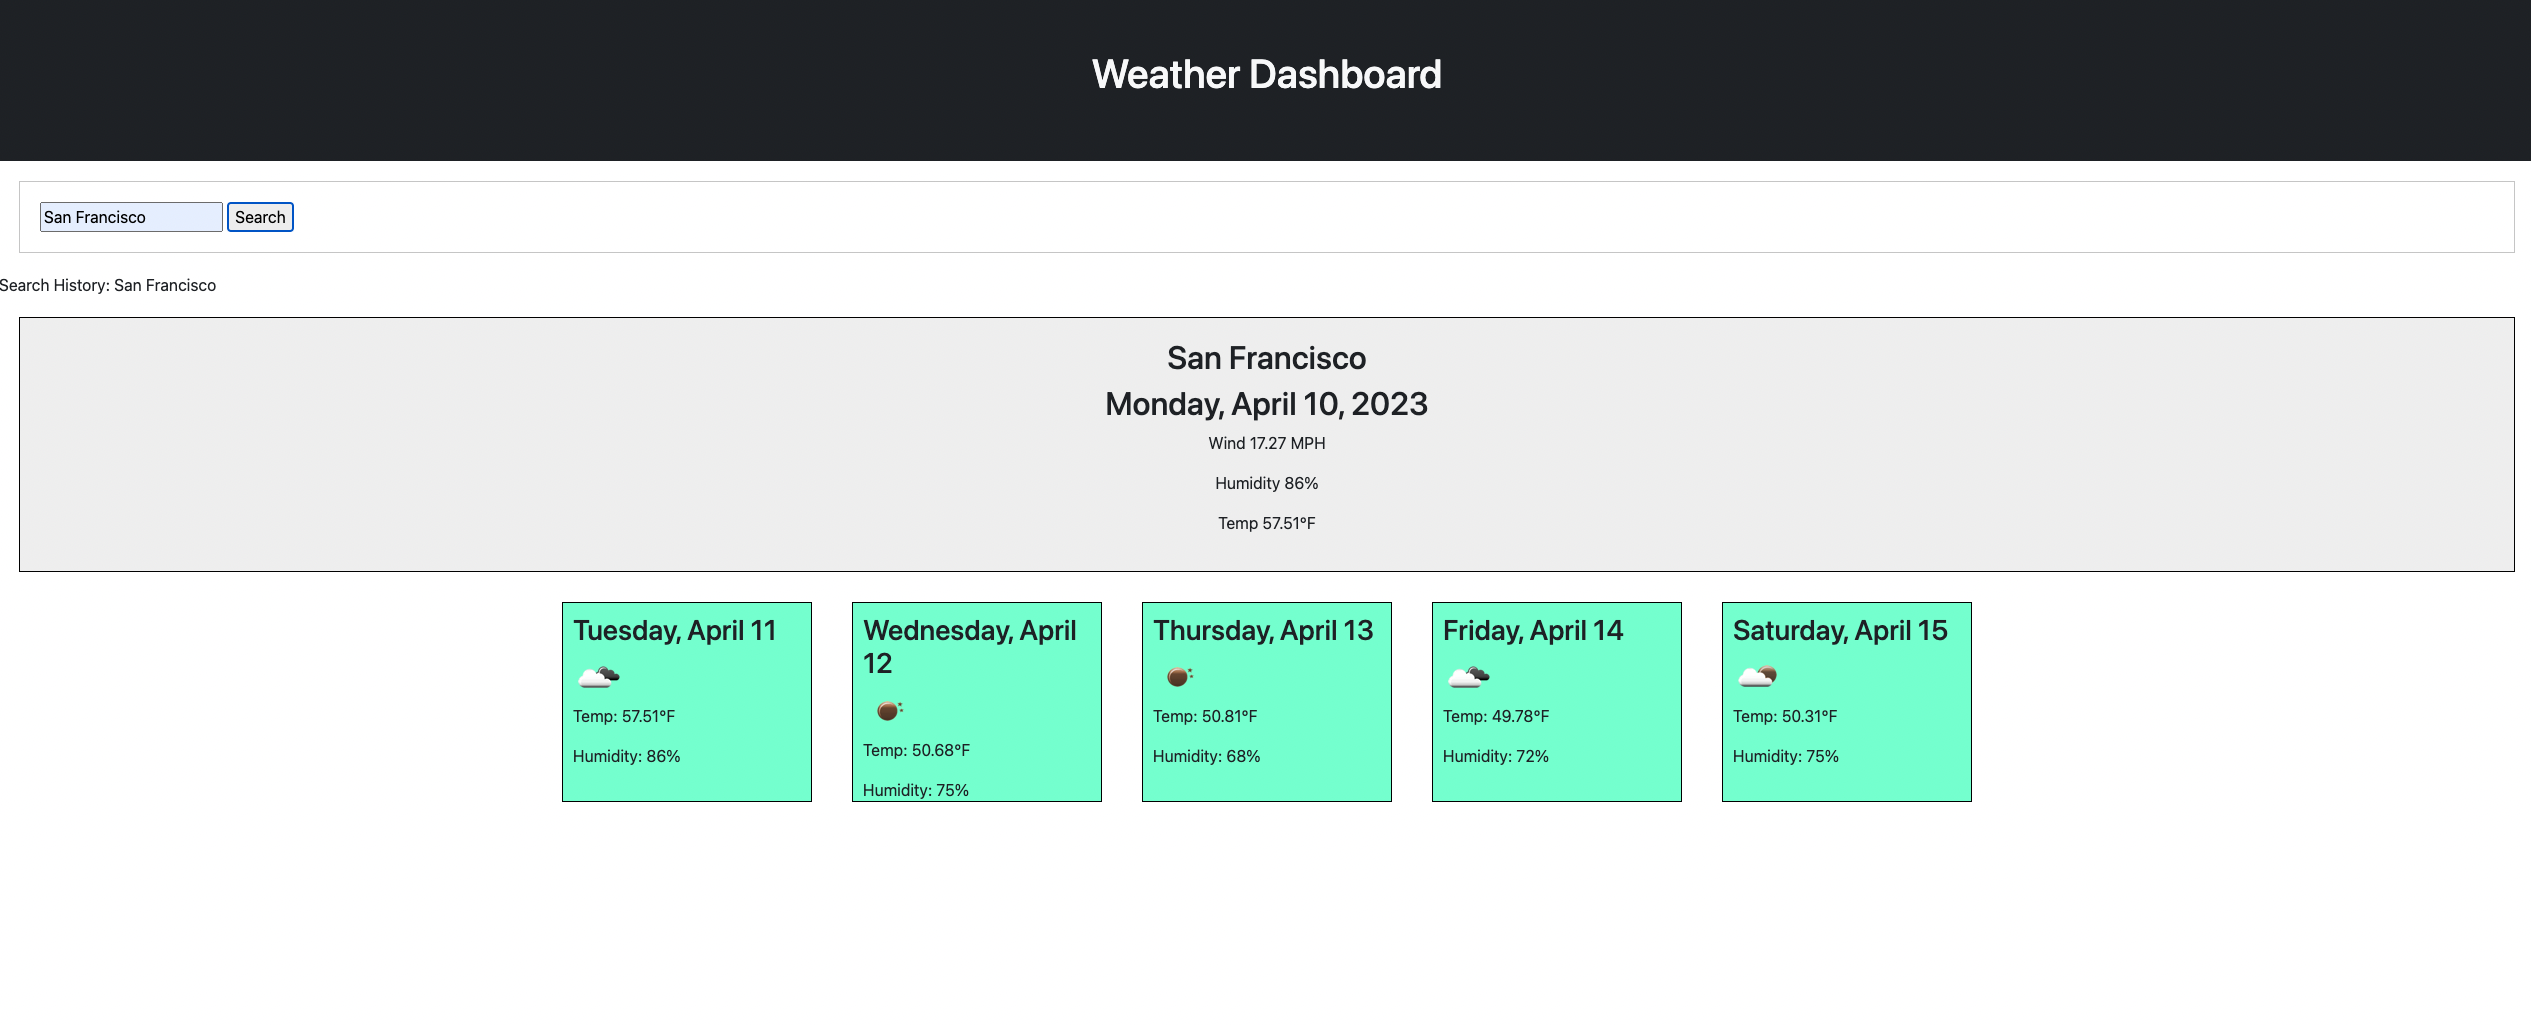 Weather Dashboard
San Francisco Search
Search History: San Francisco
San Francisco
Monday, April 10, 2023
Wind 17.27 MPH
Humidity 86%
Temp 57.51°F
Tuesday, April 11
Temp: 57.51°F
Humidity: 86%
Wednesday, April
12
Temp: 50.68°F
Humidity: 75%
Thursday, April 13
Temp: 50.81°F
Humidity: 68%
Friday, April 14
Temp: 49.78°F
Humidity: 72%
Saturday, April 15
Temp: 50.31°F
Humidity: 75%